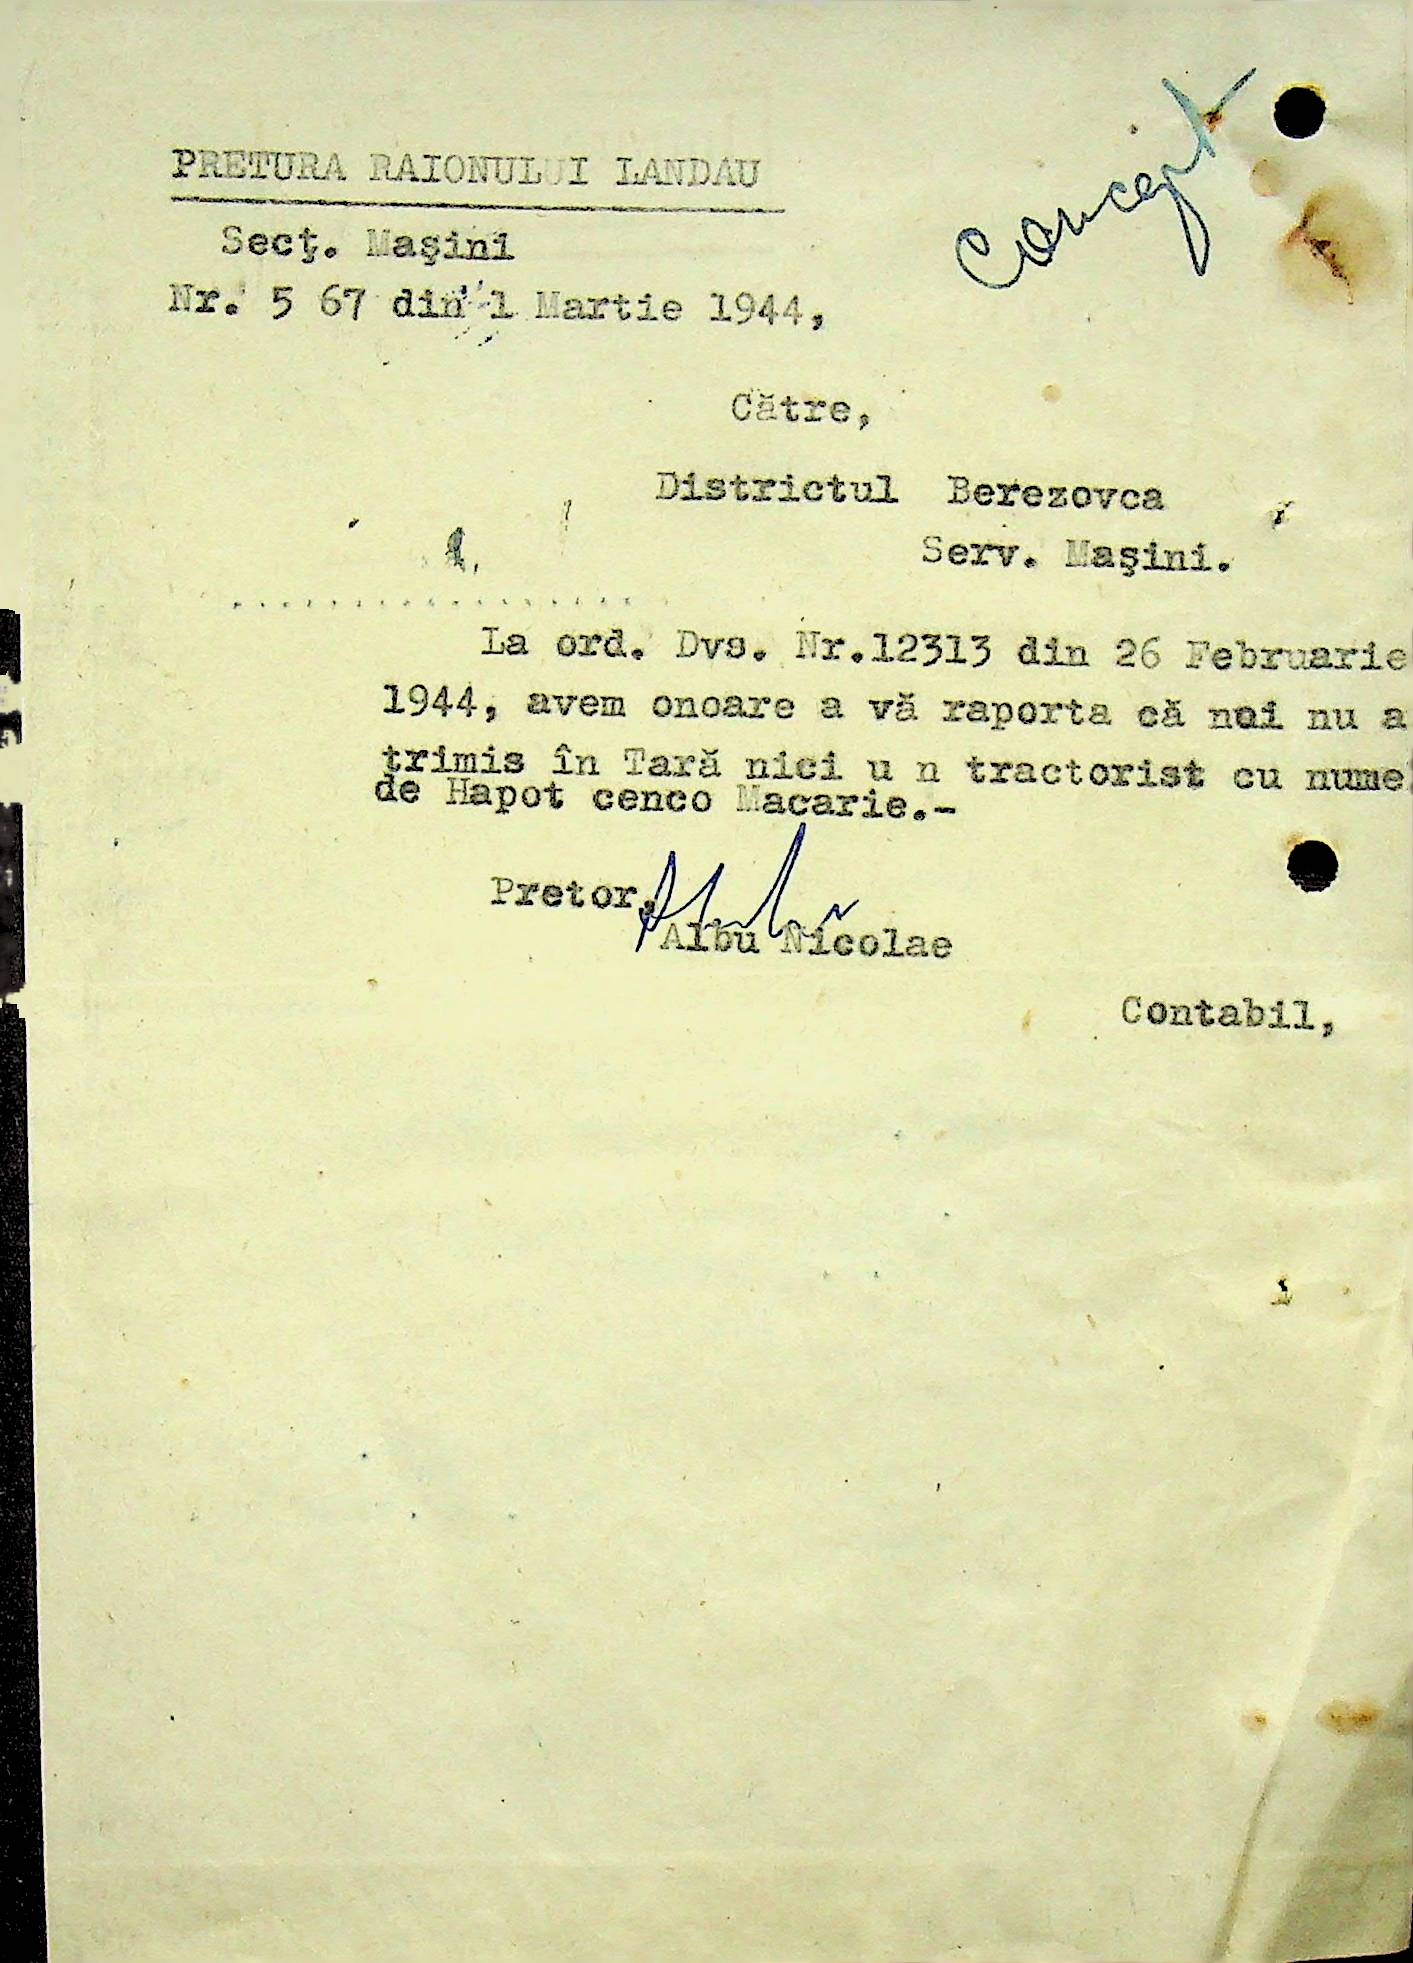 Concept
PRETURA RAIONULUI LANDAU
Secţ. Maşini
Nr. 5 67 din 1 Martie 1944,
Către,
Districtul Berezovca
Serv. Maşini.
..................
La ord. Dvs. Nr.12313 din 26 Februarie
1944, avem onoare a vă raporta că noi nu a
trimis în Tară nici u n tractorist cu nume
de Hapot cenco Macarie.-
Pretor,
Albu Nicolae
Contabil,